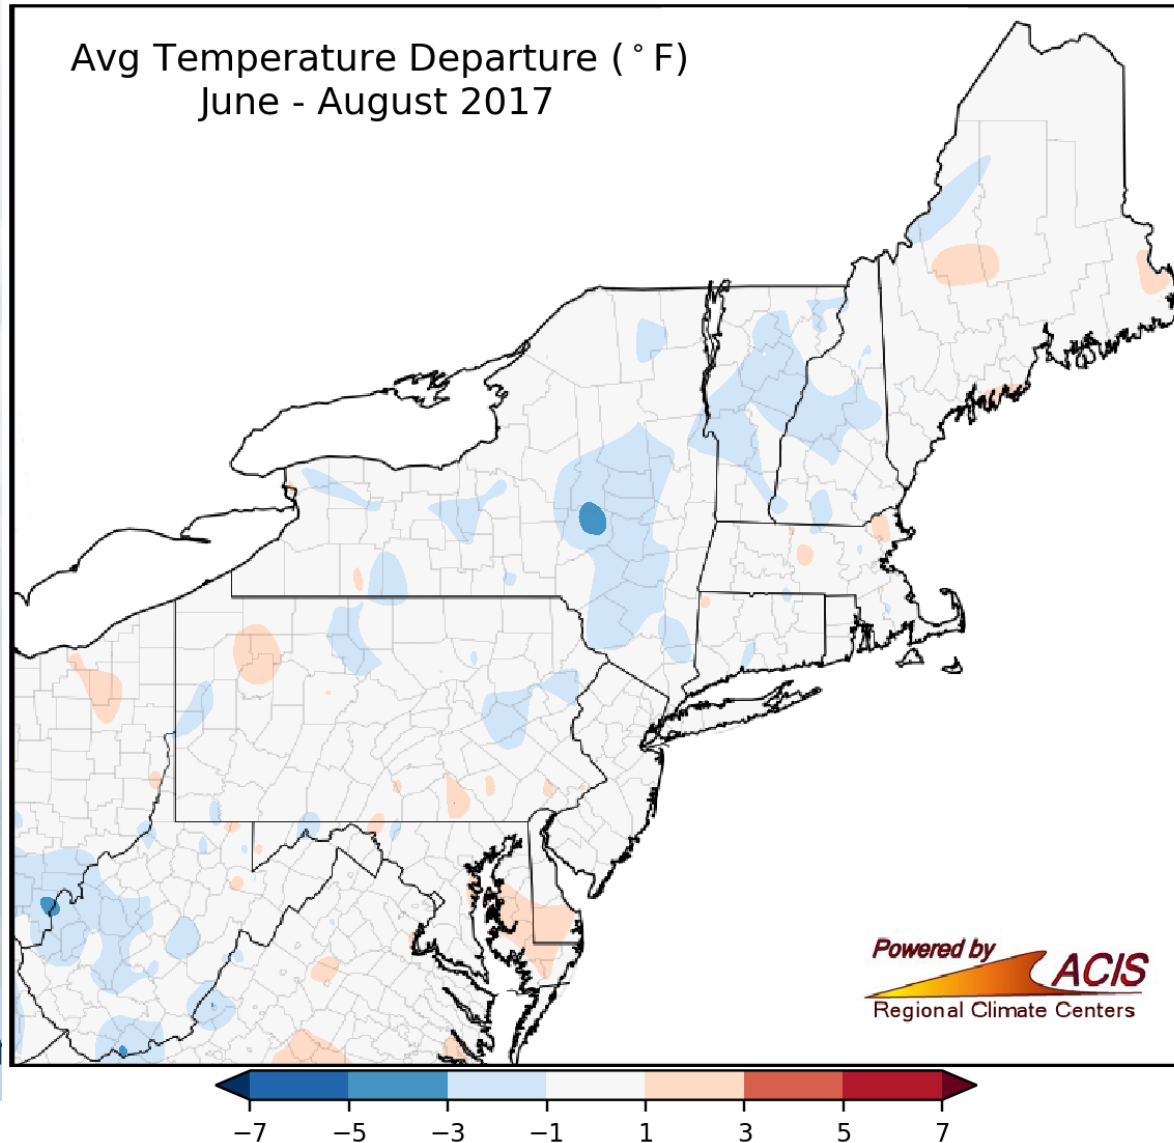 Avg Temperature Departure (°F)
June - August 2017
Powered by
ACIS
Regional Climate Centers
−7 −5 −3 −1 1 3 5 7